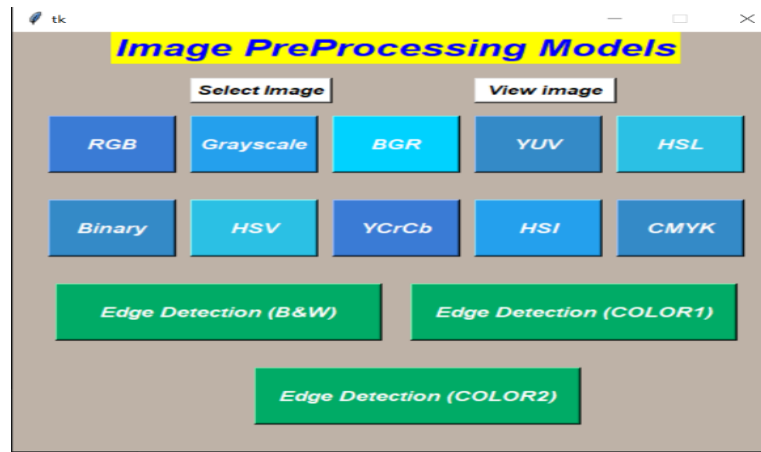 tk
Image PreProcessing Models
Select Image View image
RGB Grayscale BGR YUV HSL
Binary HSV YCrCb HSI CMYK
Edge Detection (B&W) Edge Detection (COLOR1)
Edge Detection (COLOR2)